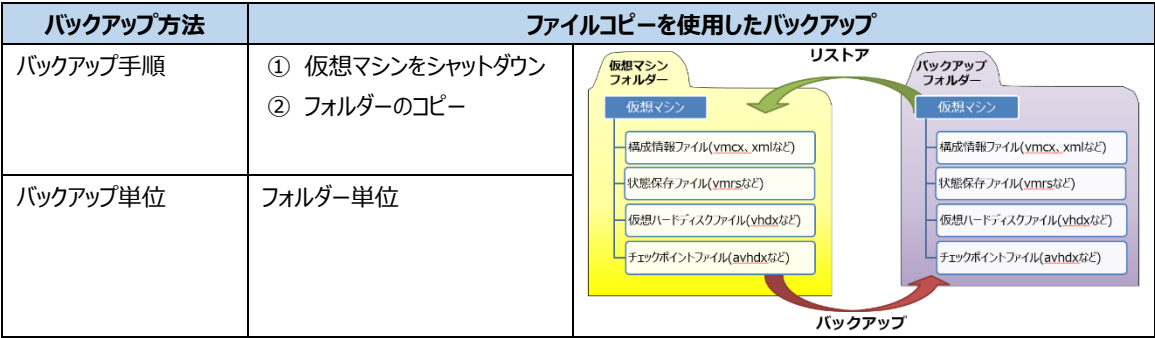 バックアップ方法
ファイルコピーを使用したバックアップ
バックアップ手順
① 仮想マシンをシャットダウン
② フォルダーのコピー
バックアップ単位
フォルダー単位
リストア
仮想マシン
フォルダー
仮想マシン
構成情報ファイル(vmcx、xmlなど)
状態保存ファイル(vmrsなど)
仮想ハードディスクファイル(vhdxなど)
チェックポイントファイル(avhdxなど)
バックアップ
フォルダー
仮想マシン
構成情報ファイル(vmcx、xmlなど)
状態保存ファイル(vmrsなど)
仮想ハードディスクファイル(vhdxなど)
チェックポイントファイル(avhdxなど)
バックアップ